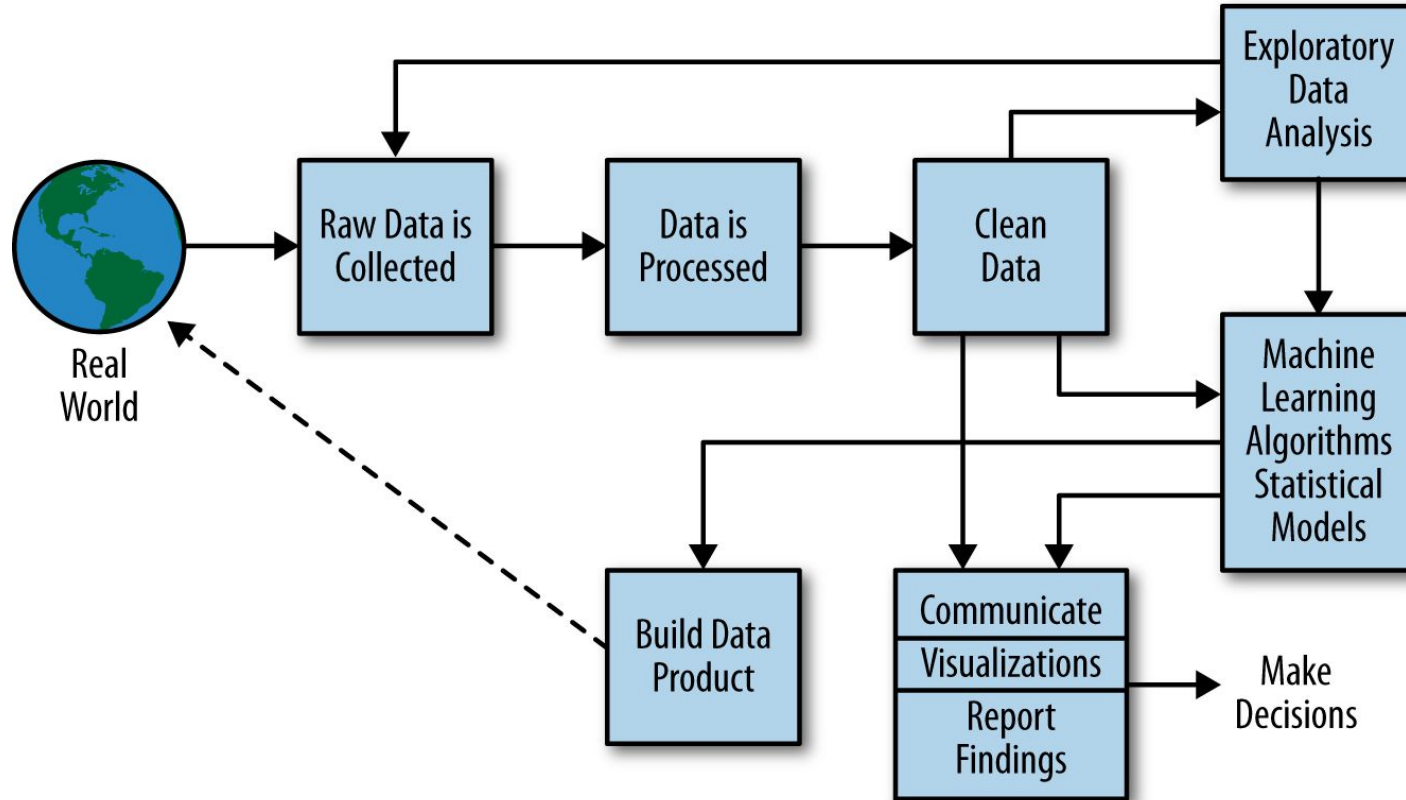 Exploratory
Data
Analysis
Raw Data is
Collected
Data is
Processed
Clean
Data
Real
World
Machine
Learning
Algorithms
Statistical
Models
Build Data
Product
Communicate
Visualizations
Report
Findings
Make
Decisions